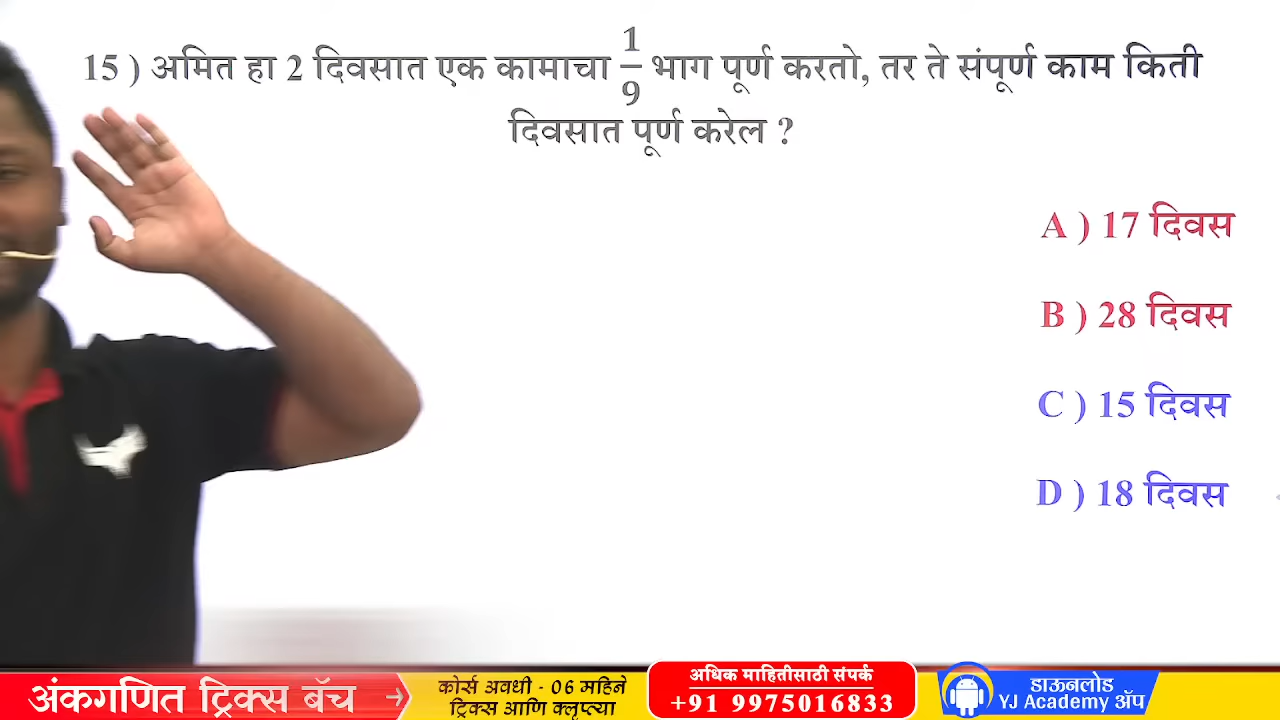 15 ) अमित हा 2 दिवसात एक कामाचा 1/9 भाग पूर्ण करतो, तर ते संपूर्ण काम किती
दिवसात पूर्ण करेल ?
A ) 17 दिवस
B ) 28 दिवस
C ) 15 दिवस
D ) 18 दिवस
अंकगणित ट्रिक्स बॅच
कोर्स अवधी - 06 महिने
ट्रिक्स आणि क्लुप्त्या
अधिक माहितीसाठी संपर्क
+91 9975016833
डाऊनलोड
YJ Academy ॲप